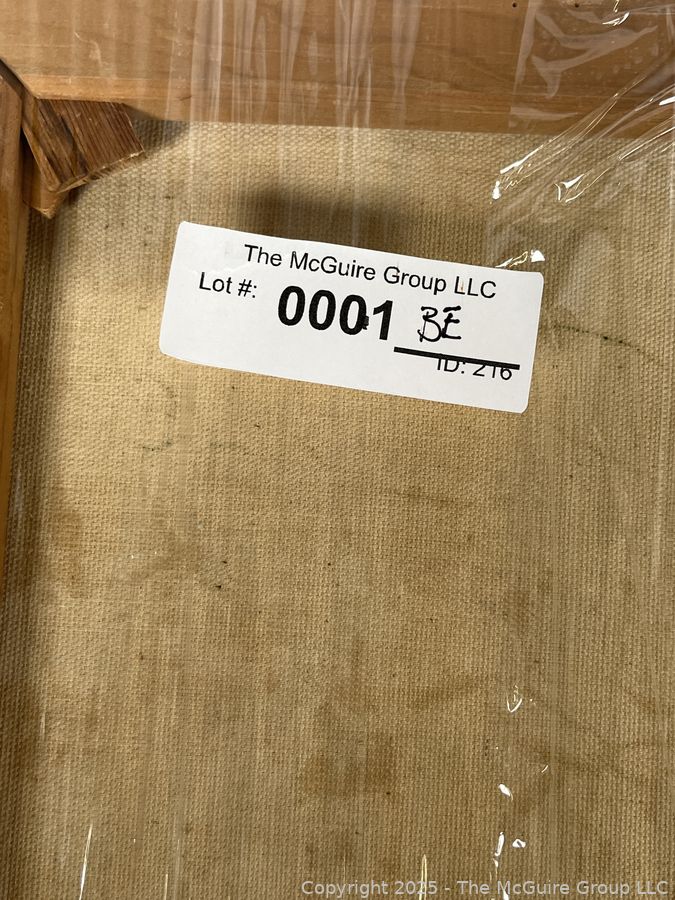 The McGuire Group LLC
Lot #: 0001 BE
ID: 216
Copyright 2025 - The McGuire Group LLC